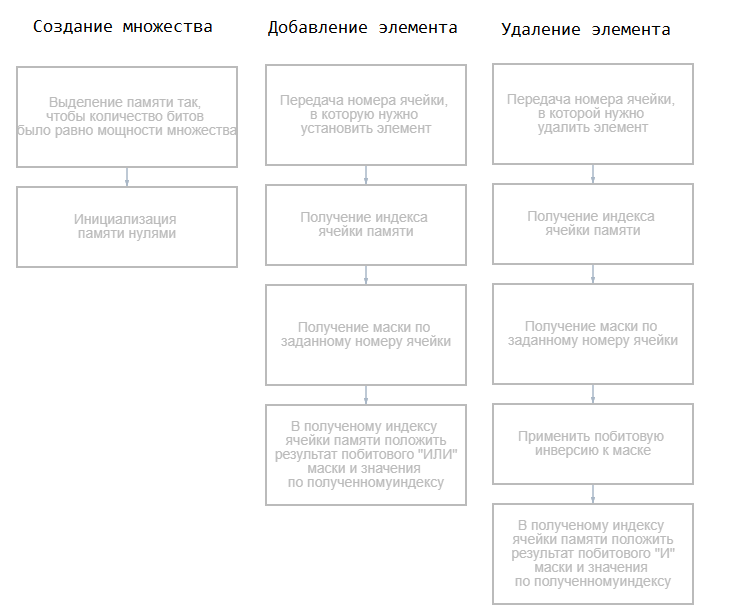 Создание множества
Выделение памяти так,
чтобы количество битов
было равно мощности множества
Инициализация
памяти нулями
Добавление элемента
Передача номера ячейки,
в которую нужно
установить элемент
Получение индекса
ячейки памяти
Получение маски по
заданному номеру ячейки
В полученому индексу
ячейки памяти положить
результат побитового "ИЛИ"
маски и значения
по полученномуиндексу
Удаление элемента
Передача номера ячейки,
в которой нужно
удалить элемент
Получение индекса
ячейки памяти
Получение маски по
заданному номеру ячейки
Применить побитовую
инверсию к маске
В полученому индексу
ячейки памяти положить
результат побитового "И"
маски и значения
по полученномуиндексу